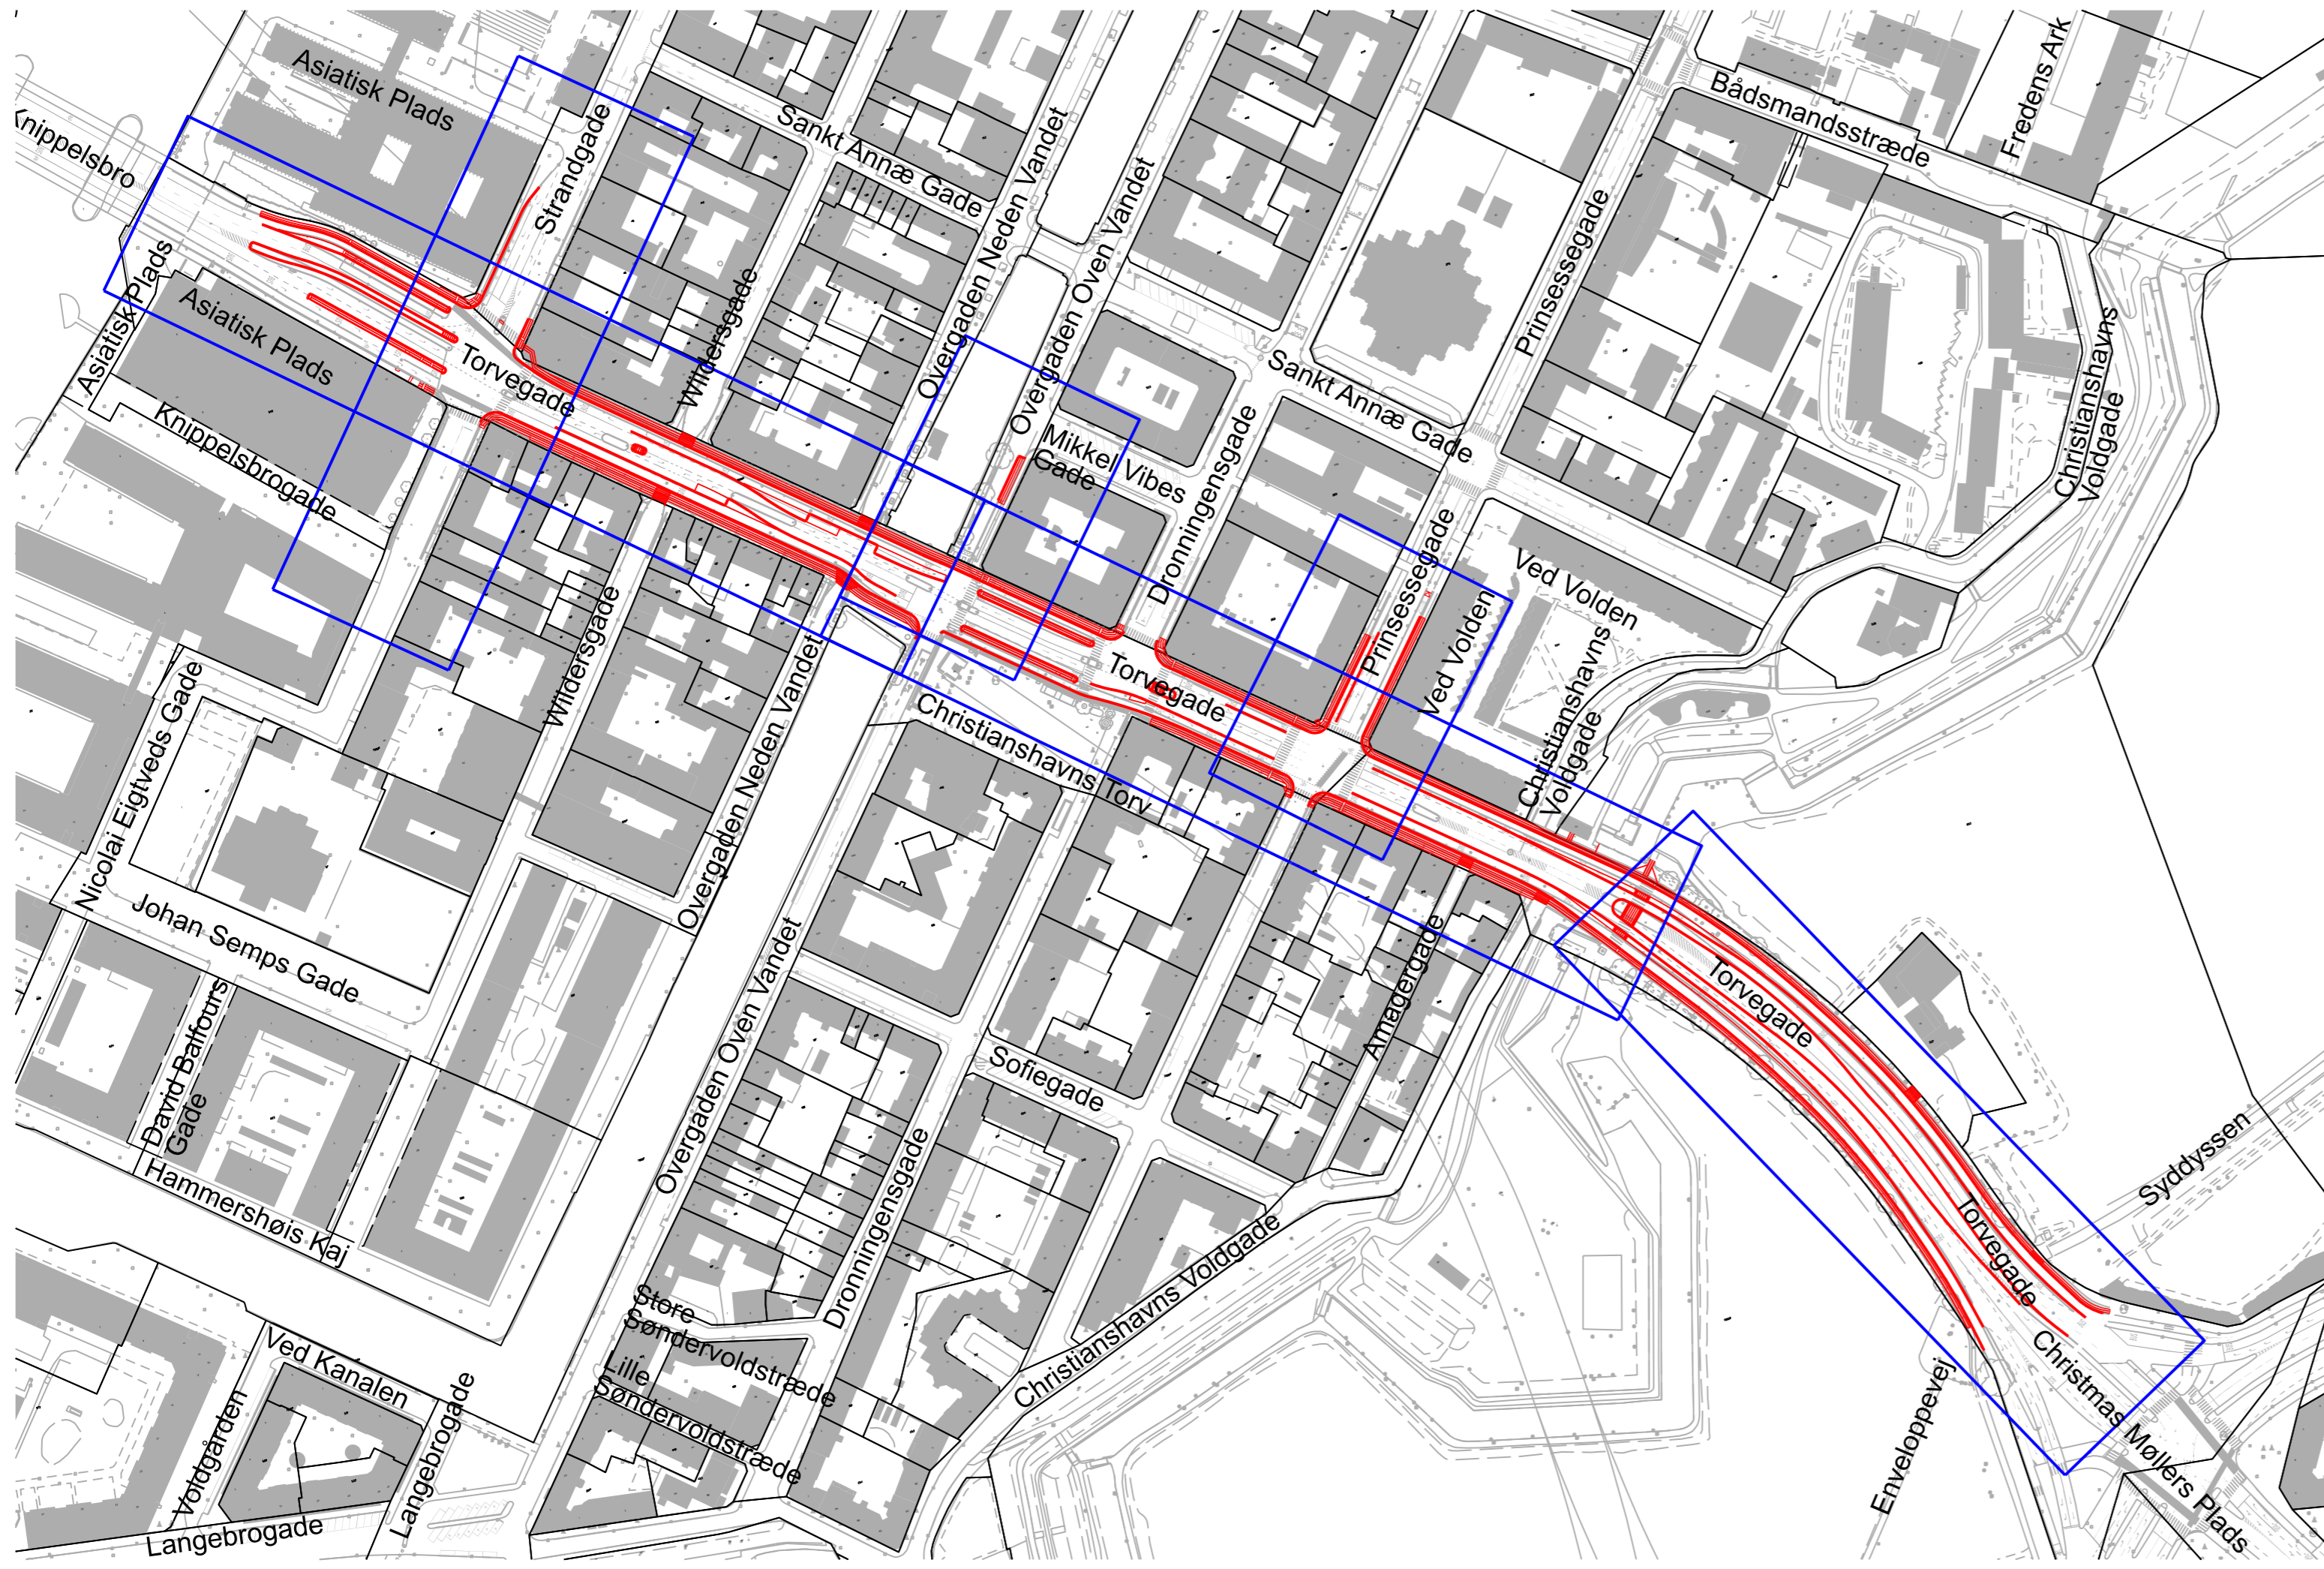 Asiatisk Plads
Knippelsbro
Strandgade
Sankt Annæ Gade
Overgaden Neden Vandet
Overgaden Oven Vandet
Bådsmandsstræde
Fredens Ark
Prinsessegade
Asiatisk Plads
Asiatisk Plads
Wildersgade
Torvegade
Knippelsbrogade
Mikkel Vibes
Gade
Dronningensgade
Sankt Annæ Gade
Christianshavns
Voldgade
Prinsessegade
Ved Volden
Ved Volden
Christianshavns
Voldgade
Nicolai Eigtveds Gade
Wildersgade
Overgaden Neden Vandet
Torvegade
Christianshavns Torv
Johan Semps Gade
David Balfours
Gade
Hammershøis Kaj
Overgaden Oven Vandet
Sofiegade
Amagergade
Torvegade
Torvegade
Syddyssen
Dronningensgade
Christianshavns Voldgade
Store
Søndervoldstræde
Lille
Søndervoldstræde
Ved Kanalen
Voldgården
Langebrogade
Langebrogade
Enveloppevej
Christmas Møllers Plads